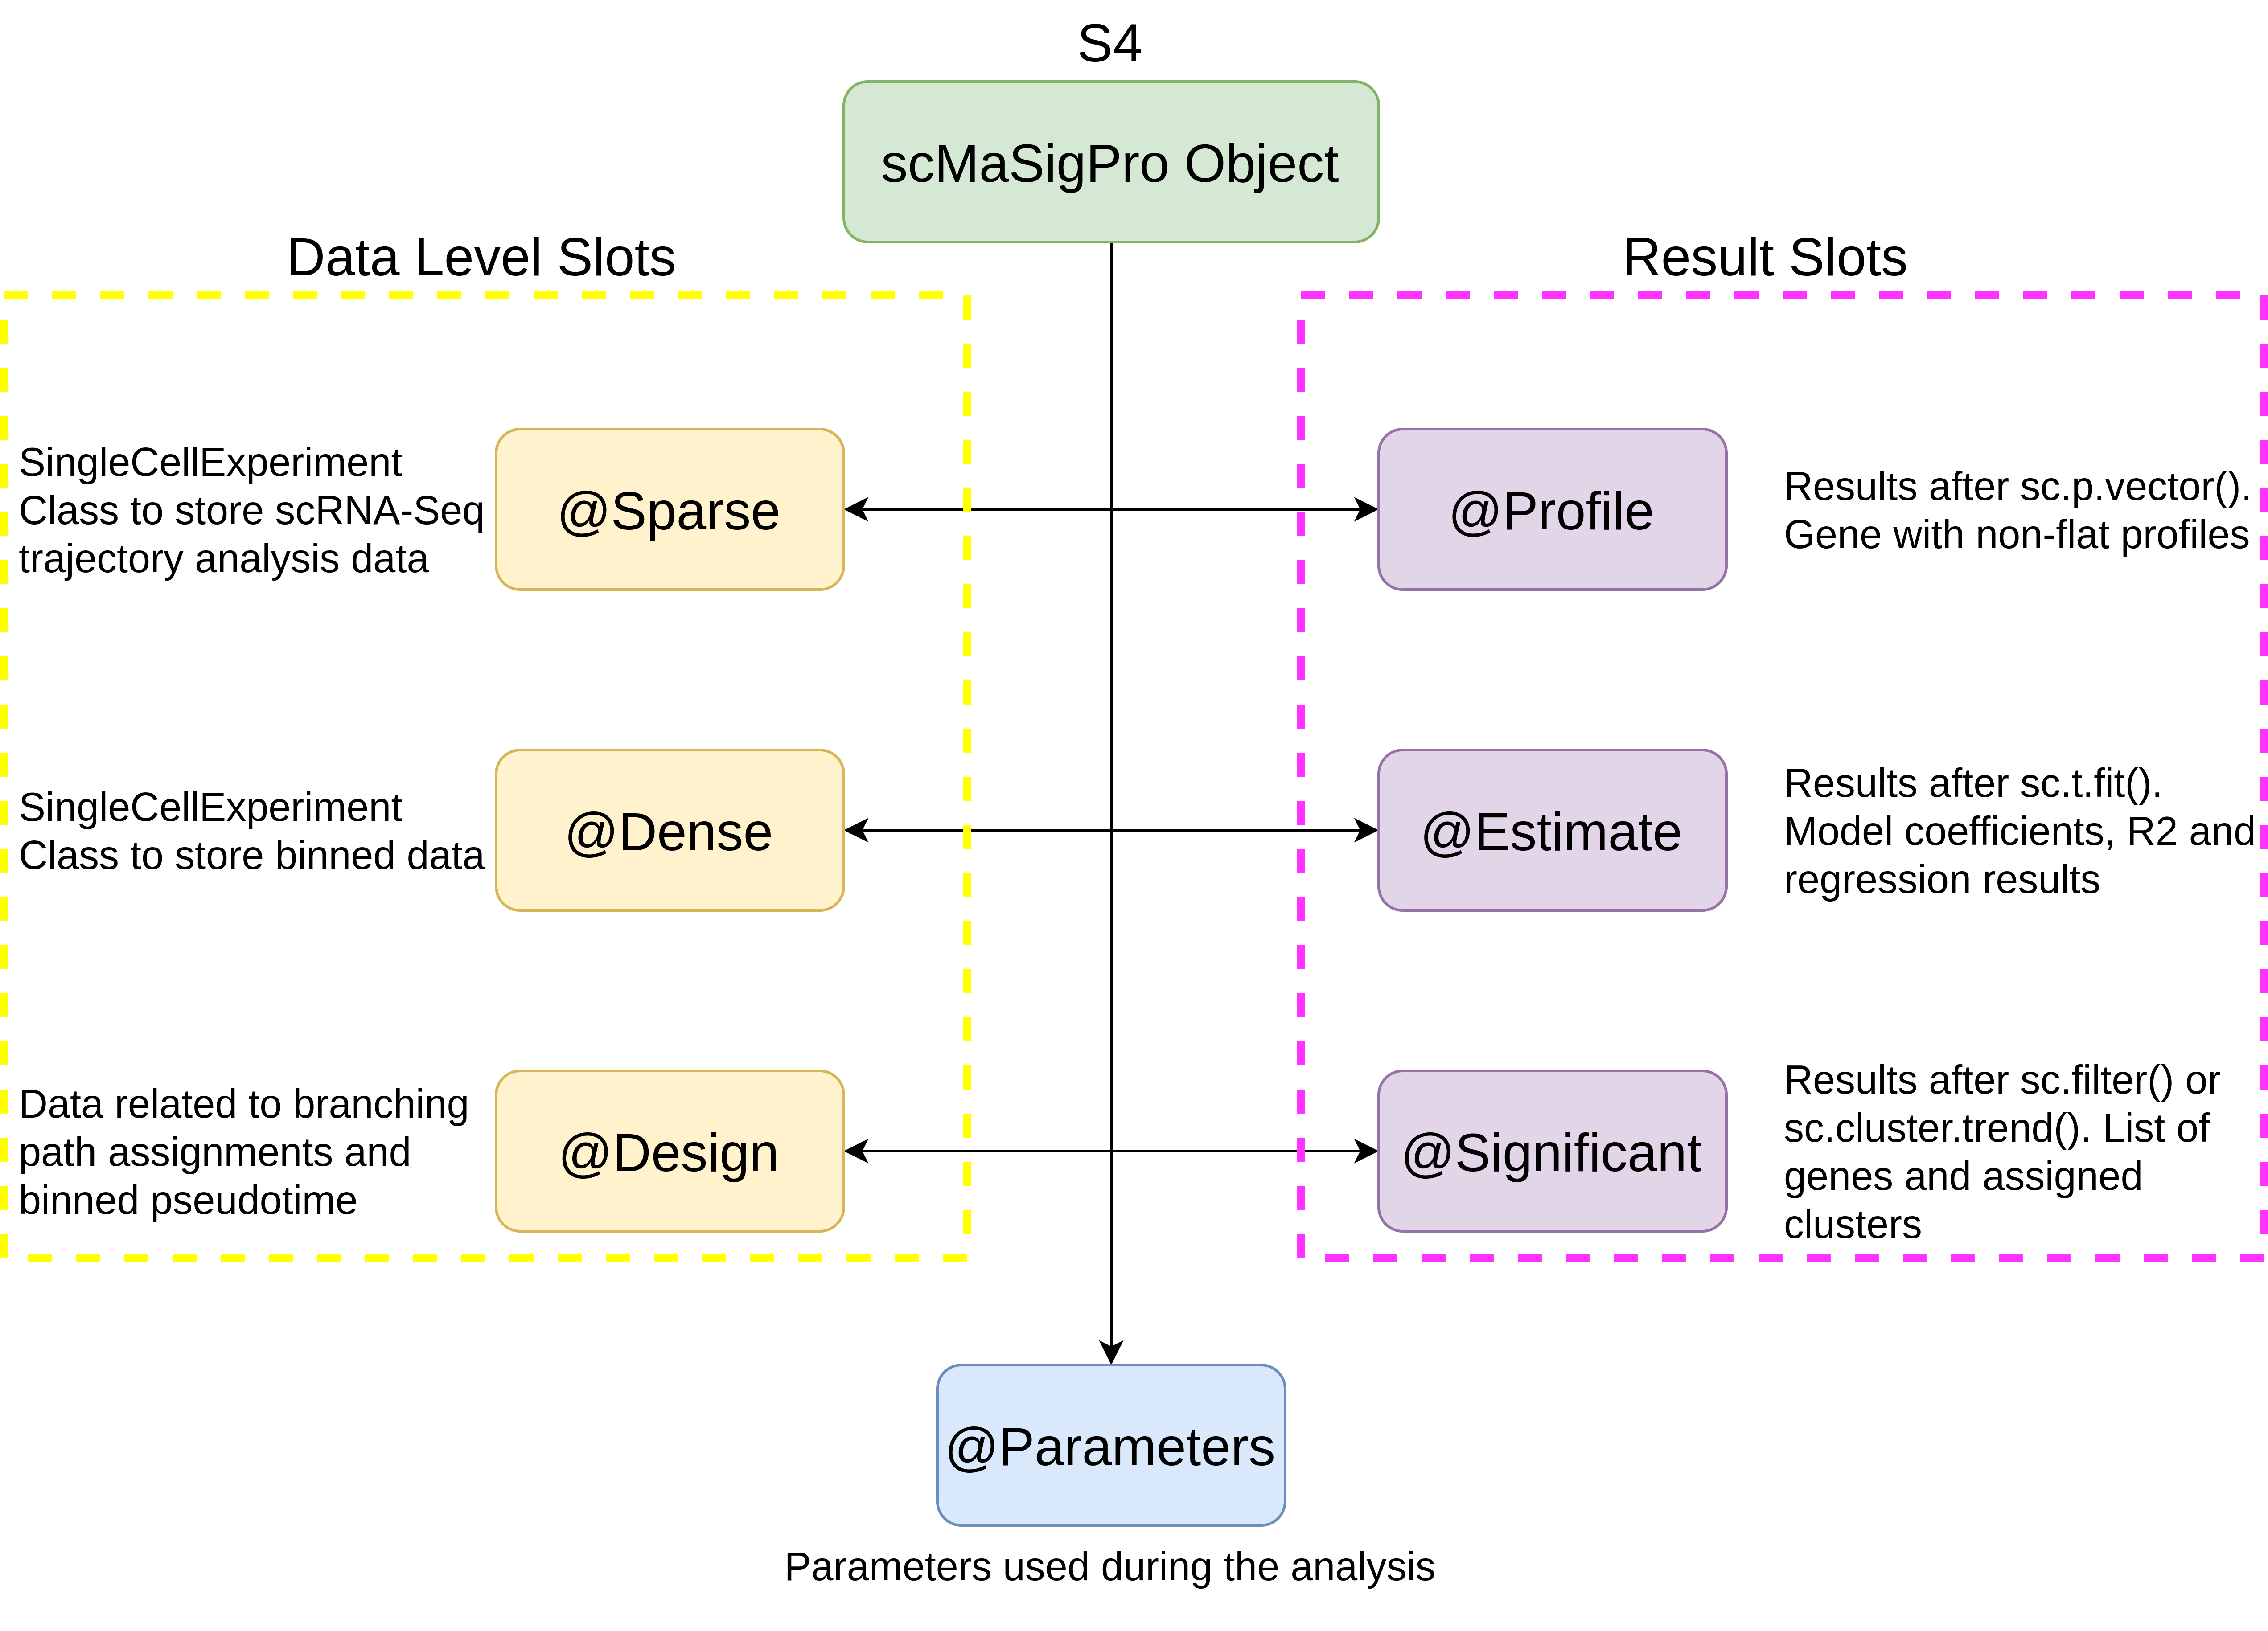 S4
scMaSigPro Object
Data Level Slots
Result Slots
SingleCellExperiment
Class to store scRNA-Seq
trajectory analysis data
@Sparse
@Profile
Results after sc.p.vector().
Gene with non-flat profiles
SingleCellExperiment
Class to store binned data
@Dense
@Estimate
Results after sc.t.fit().
Model coefficients, R2 and
regression results
Data related to branching
path assignments and
binned pseudotime
@Design
@Significant
Results after sc.filter() or
sc.cluster.trend(). List of
genes and assigned
clusters
@Parameters
Parameters used during the analysis